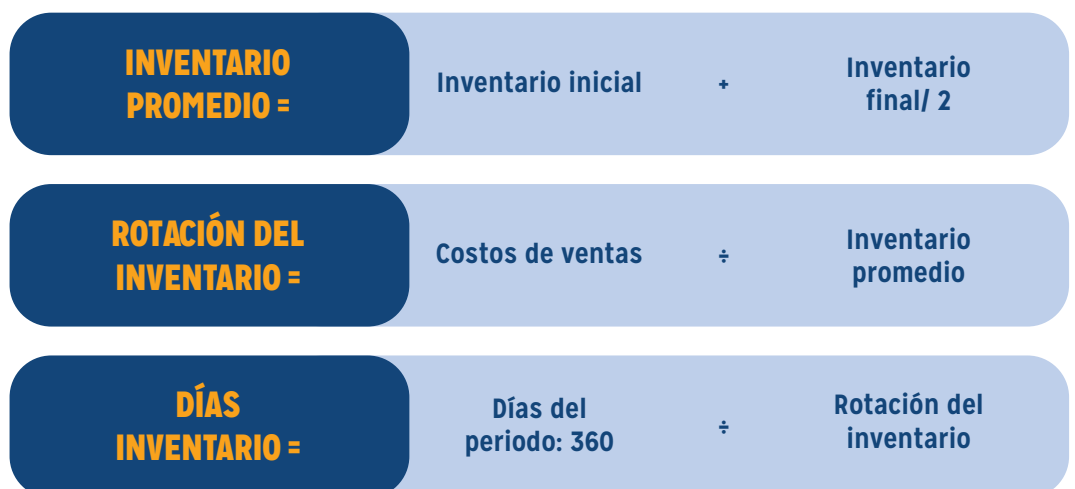 INVENTARIO
PROMEDIO =
Inventario inicial
+
Inventario
final/ 2
ROTACIÓN DEL
INVENTARIO =
Costos de ventas
÷
Inventario
promedio
DÍAS
INVENTARIO =
Días del
periodo: 360
÷
Rotación del
inventario